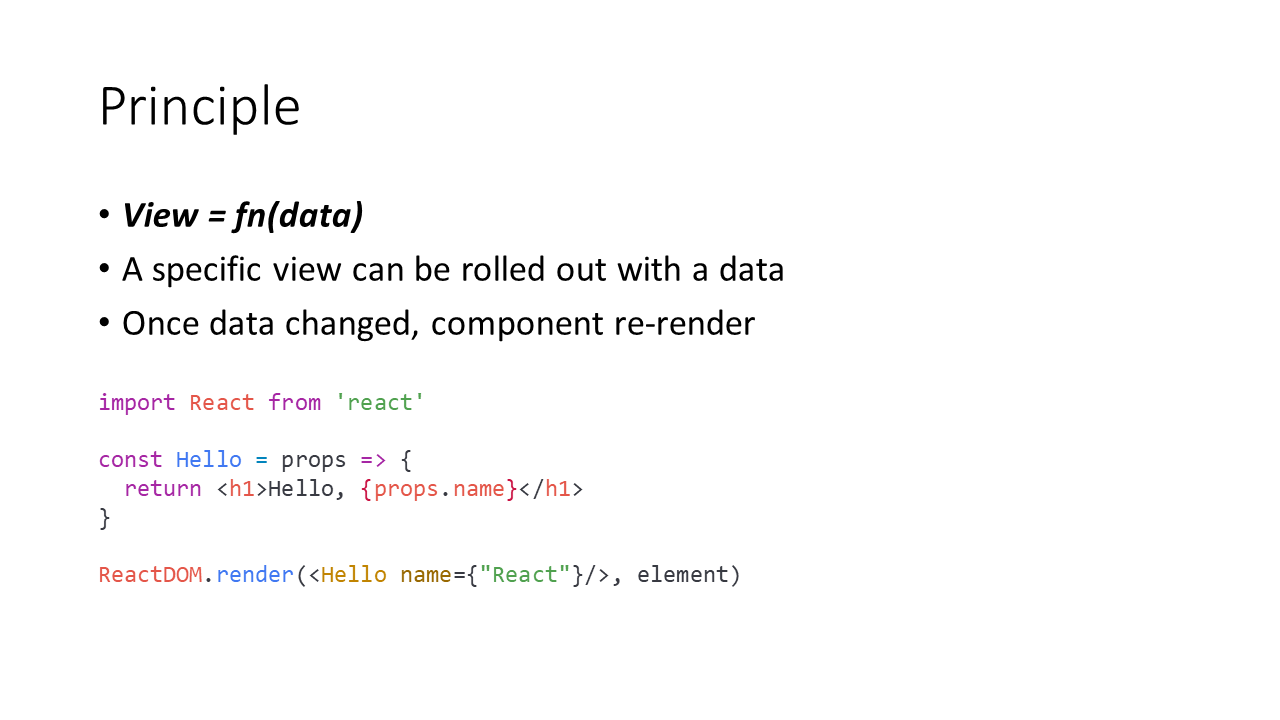 Principle
• View = fn(data)
• A specific view can be rolled out with a data
• Once data changed, component re-render
import React from 'react'
const Hello = props => {
  return <h1>Hello, {props.name}</h1>
}
ReactDOM.render(<Hello name={"React"}/>, element)